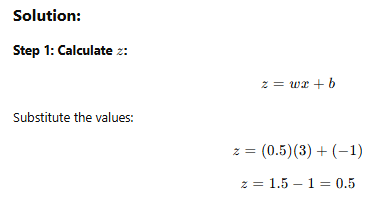 Solution:
Step 1: Calculate z:
z = wx + b
Substitute the values:
z = (0.5)(3) + (−1)
z = 1.5 − 1 = 0.5